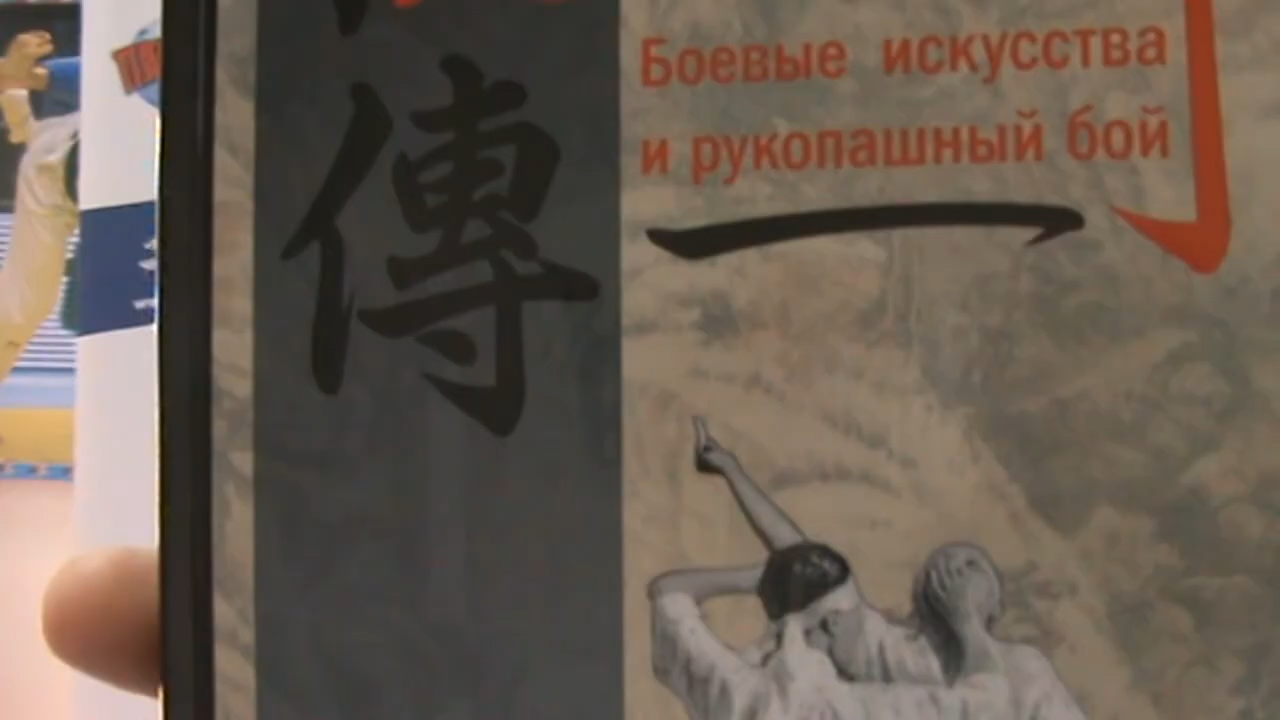 傳
Боевые искусства
и рукопашный бой